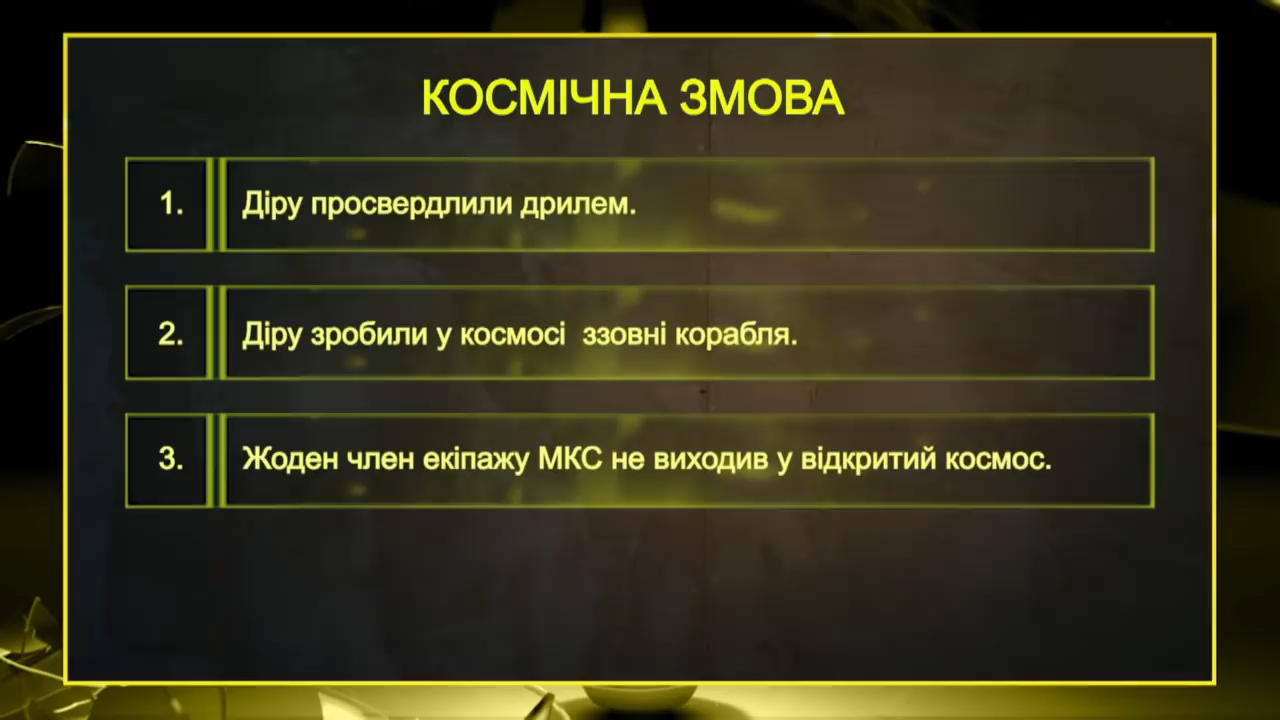 КОСМІЧНА ЗМОВА
1. Діру просвердлили дрилем.
2. Діру зробили у космосі ззовні корабля.
3. Жоден член екіпажу МКС не виходив у відкритий космос.